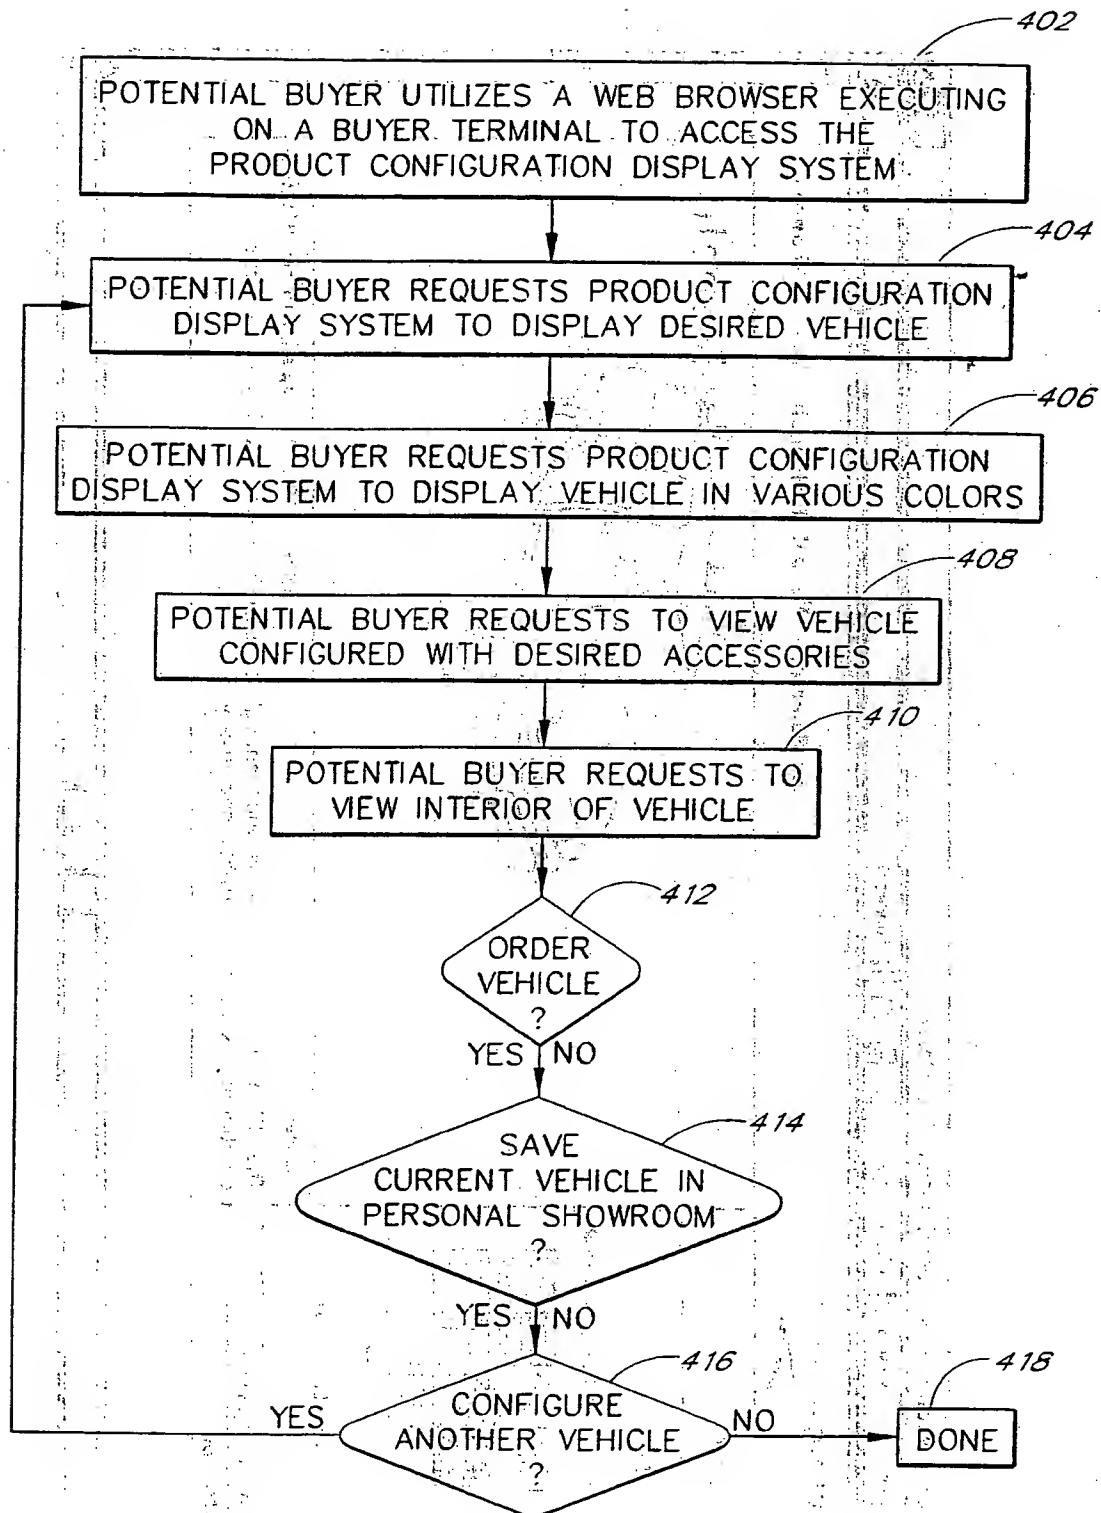 402
POTENTIAL BUYER UTILIZES A WEB BROWSER EXECUTING
ON A BUYER TERMINAL TO ACCESS THE
PRODUCT CONFIGURATION DISPLAY SYSTEM
404
POTENTIAL BUYER REQUESTS PRODUCT CONFIGURATION
DISPLAY SYSTEM TO DISPLAY DESIRED VEHICLE
406
POTENTIAL BUYER REQUESTS PRODUCT CONFIGURATION
DISPLAY SYSTEM TO DISPLAY VEHICLE IN VARIOUS COLORS
408
POTENTIAL BUYER REQUESTS TO VIEW VEHICLE
CONFIGURED WITH DESIRED ACCESSORIES
410
POTENTIAL BUYER REQUESTS TO
VIEW INTERIOR OF VEHICLE
412
ORDER
VEHICLE
?
YES NO
414
SAVE
CURRENT VEHICLE IN
PERSONAL SHOWROOM
?
YES NO
416
CONFIGURE
ANOTHER VEHICLE
?
YES
NO
418
DONE